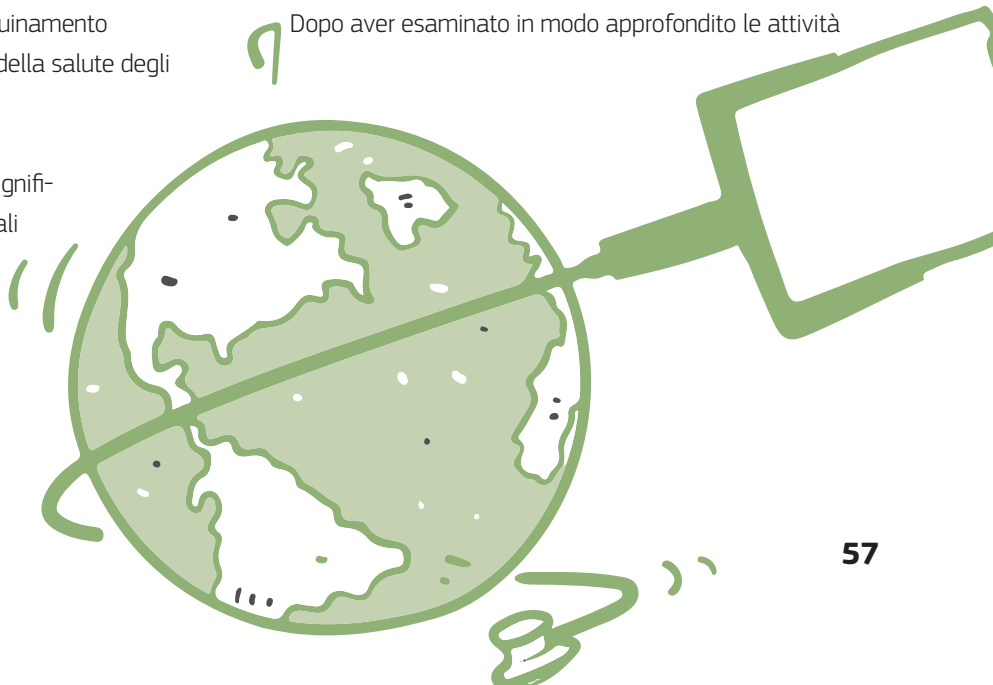 uinamento
della salute degli
gnifi-
ali
Dopo aver esaminato in modo approfondito le attività
57